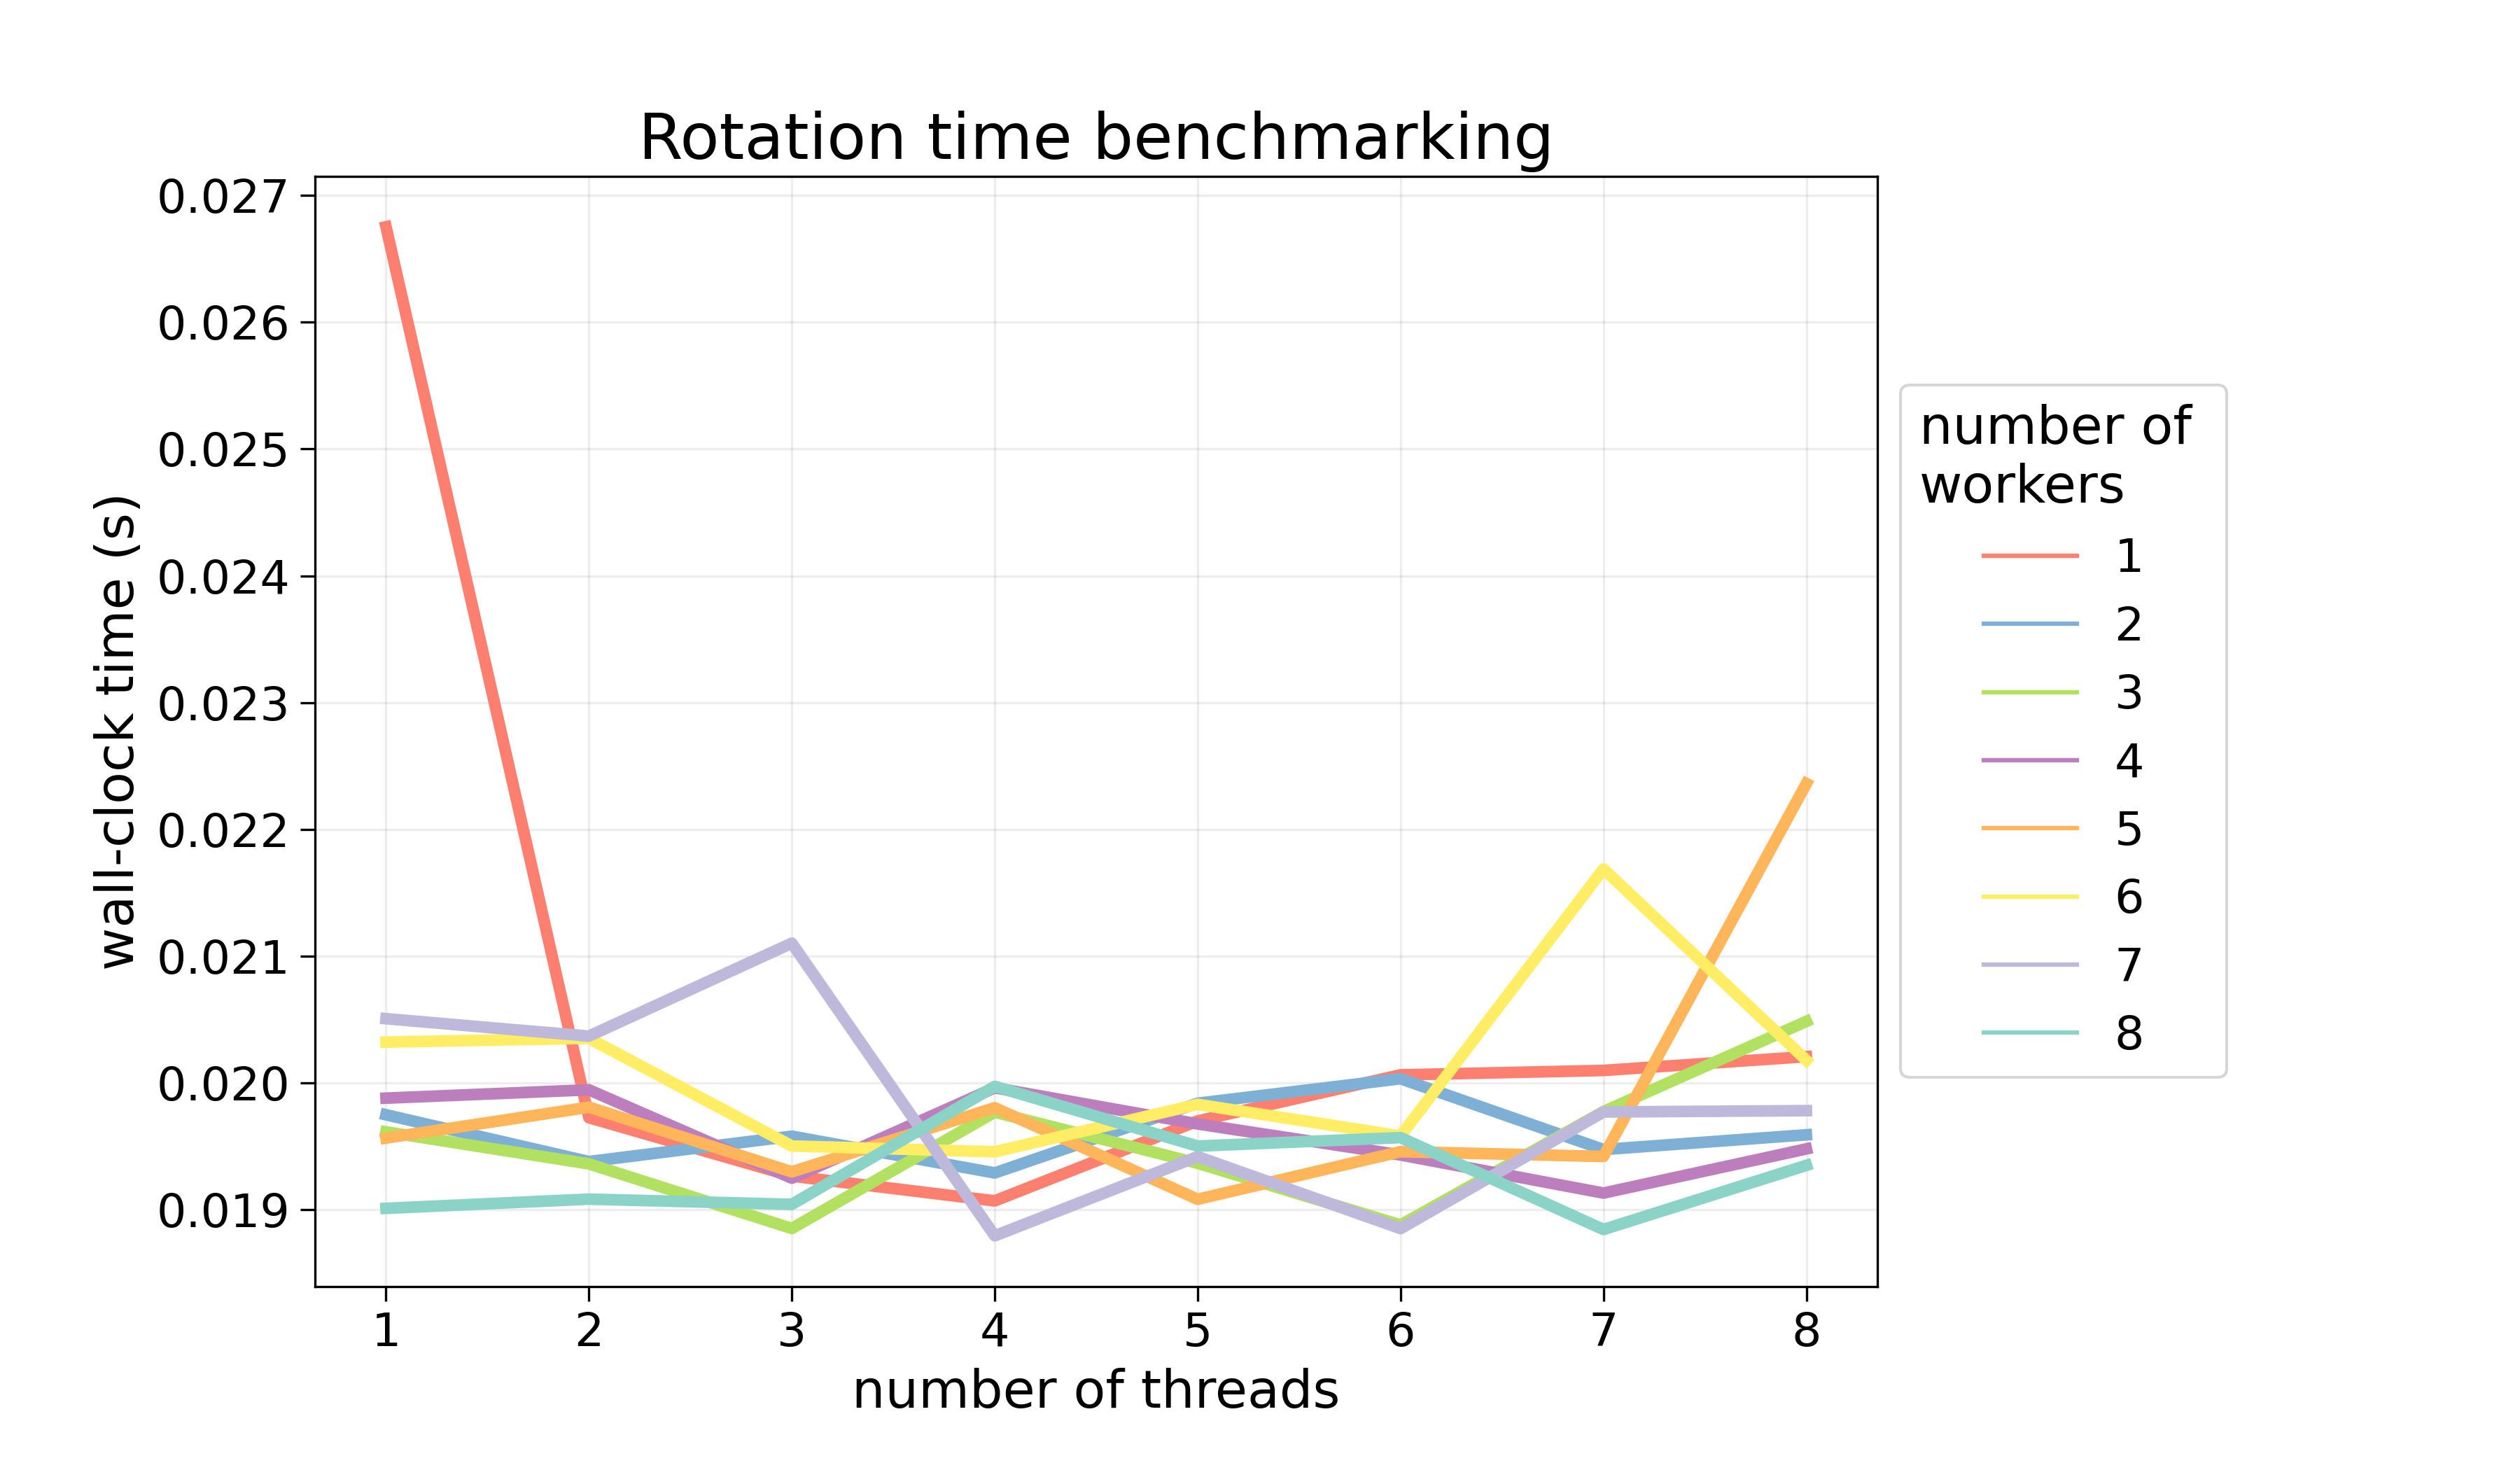 Rotation time benchmarking
wall-clock time (s)
0.027
0.026
0.025
0.024
0.023
0.022
0.021
0.020
0.019
1 2 3 4 5 6 7 8
number of threads
number of
workers
1
2
3
4
5
6
7
8